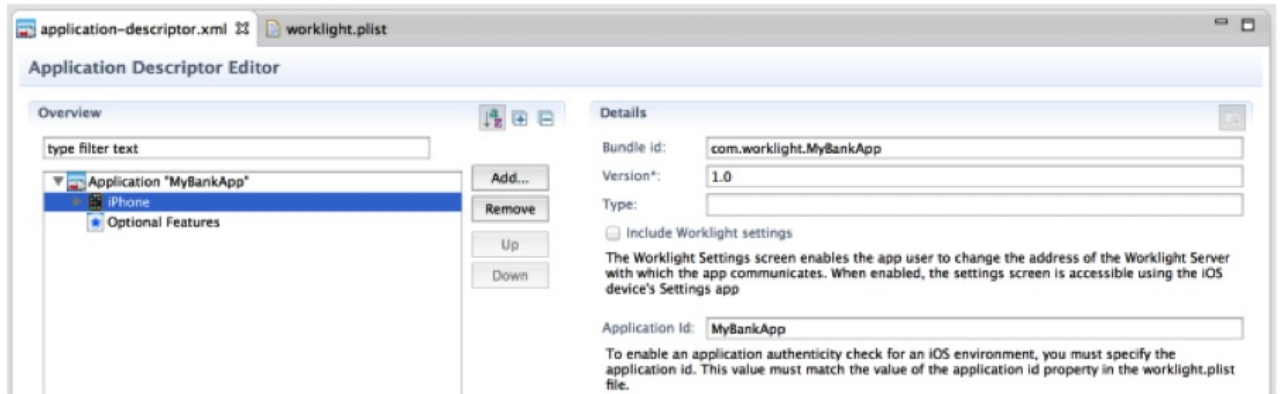 application-descriptor.xml
worklight.plist
Application Descriptor Editor
Overview
type filter text
Application "MyBankApp"
iPhone
Optional Features
Add...
Remove
Up
Down
Details
Bundle id:
com.worklight.MyBankApp
Version*:
1.0
Type:
Include Worklight settings
The Worklight Settings screen enables the app user to change the address of the Worklight Server
with which the app communicates. When enabled, the settings screen is accessible using the iOS
device's Settings app
Application Id:
MyBankApp
To enable an application authenticity check for an iOS environment, you must specify the
application id. This value must match the value of the application id property in the worklight.plist
file.